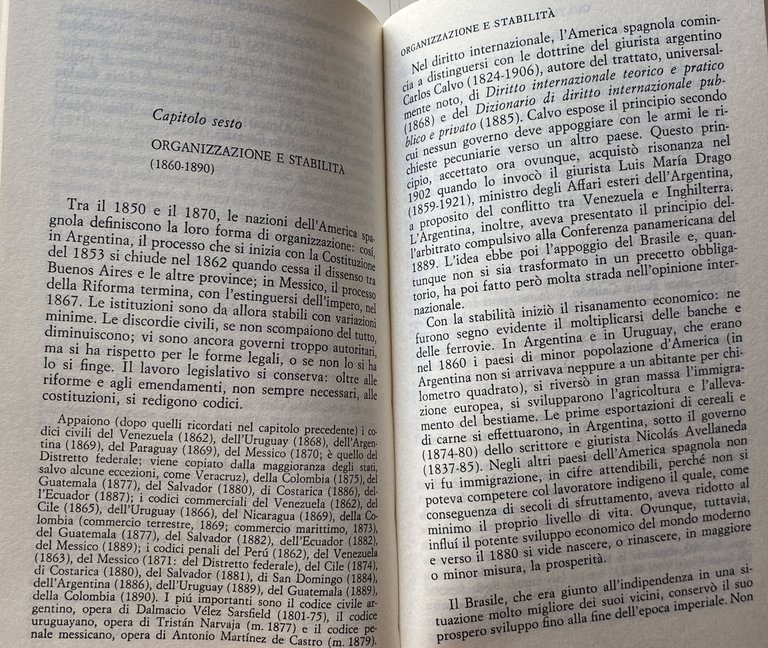 Capitolo sesto
ORGANIZZAZIONE E STABILITÀ
(1860-1890)
Tra il 1850 e il 1870, le nazioni dell'America spa-
gnola definiscono la loro forma di organizzazione: così,
in Argentina, il processo che si inizia con la Costituzione
del 1853 si chiude nel 1862 quando cessa il dissenso tra
Buenos Aires e le altre province; in Messico, il processo
della Riforma termina, con l'estinguersi dell'impero, nel
1867. Le istituzioni sono da allora stabili con variazioni
minime. Le discordie civili, se non scompaiono del tutto,
diminuiscono; vi sono ancora governi troppo autoritari,
ma si ha rispetto per le forme legali, o se non lo si ha
lo si finge. Il lavoro legislativo si conserva: oltre alle
riforme e agli emendamenti, non sempre necessari, alle
costituzioni, si redigono codici.
Appaiono (dopo quelli ricordati nel capitolo precedente) i co-
dici civili del Venezuela (1862), dell'Uruguay (1868), dell'Argen-
tina (1869), del Paraguay (1869), del Messico (1870; è quello del
Distretto federale; viene copiato dalla maggioranza degli stati,
salvo alcune eccezioni, come Veracruz), della Colombia (1875), del
Guatemala (1877), del Salvador (1880), di Costarica (1886), del-
l'Ecuador (1887); i codici commerciali del Venezuela (1862), del
Cile (1865), dell'Uruguay (1866), del Nicaragua (1869), della Co-
lombia (commercio terrestre, 1869; commercio marittimo, 1873),
del Guatemala (1877), del Salvador (1882), dell'Ecuador (1882),
del Messico (1889); i codici penali del Perú (1862), del Venezuela
(1863), del Messico (1871: del Distretto federale), del Cile (1874),
di Costarica (1880), del Salvador (1881), di San Domingo (1884),
dell'Argentina (1886), dell'Uruguay (1889), del Guatemala (1889),
della Colombia (1890). I piú importanti sono il codice civile ar-
gentino, opera di Dalmacio Vélez Sarsfield (1801-75), il codice
uruguayano, opera di Tristán Narvaja (m. 1877) e il codice pe-
nale messicano, opera di Antonio Martínez de Castro (m. 1879).
ORGANIZZAZIONE E STABILITÀ
Nel diritto internazionale, l'America spagnola comin-
cia a distinguersi con le dottrine del giurista argentino
Carlos Calvo (1824-1906), autore del trattato, universal-
mente noto, di Diritto internazionale teorico e pratico
(1868) e del Dizionario di diritto internazionale pub-
blico e privato (1885). Calvo espose il principio secondo
cui nessun governo deve appoggiare con le armi le ri-
chieste pecuniarie verso un altro paese. Questo prin-
cipio, accettato ora ovunque, acquistò risonanza nel
1902 quando lo invocò il giurista Luis María Drago
(1859-1921), ministro degli Affari esteri dell'Argentina,
a proposito del conflitto tra Venezuela e Inghilterra.
L'Argentina, inoltre, aveva presentato il principio del-
l'arbitrato compulsivo alla Conferenza panamericana del
1889. L'idea ebbe poi l'appoggio del Brasile e, quan-
tunque non si sia trasformato in un precetto obbliga-
torio, ha poi fatto però molta strada nell'opinione inter-
nazionale.
Con la stabilità iniziò il risanamento economico: ne
furono segno evidente il moltiplicarsi delle banche e
delle ferrovie. In Argentina e in Uruguay, che erano
nel 1860 i paesi di minor popolazione d'America (in
Argentina non si arrivava neppure a un abitante per chi-
lometro quadrato), si riversò in gran massa l'immigra-
zione europea, si svilupparono l'agricoltura e l'alleva-
mento del bestiame. Le prime esportazioni di cereali e
di carne si effettuarono, in Argentina, sotto il governo
(1874-80) dello scrittore e giurista Nicolás Avellaneda
(1837-85). Negli altri paesi dell'America spagnola non
vi fu immigrazione, in cifre attendibili, perché non si
poteva competere col lavoratore indigeno il quale, come
conseguenza di secoli di sfruttamento, aveva ridotto al
minimo il proprio livello di vita. Ovunque, tuttavia,
influí il potente sviluppo economico del mondo moderno
e verso il 1880 si vide nascere, o rinascere, in maggiore
o minor misura, la prosperità.
Il Brasile, che era giunto all'indipendenza in una si-
tuazione molto migliore dei suoi vicini, conservò il suo
prospero sviluppo sino alla fine dell'epoca imperiale. Non